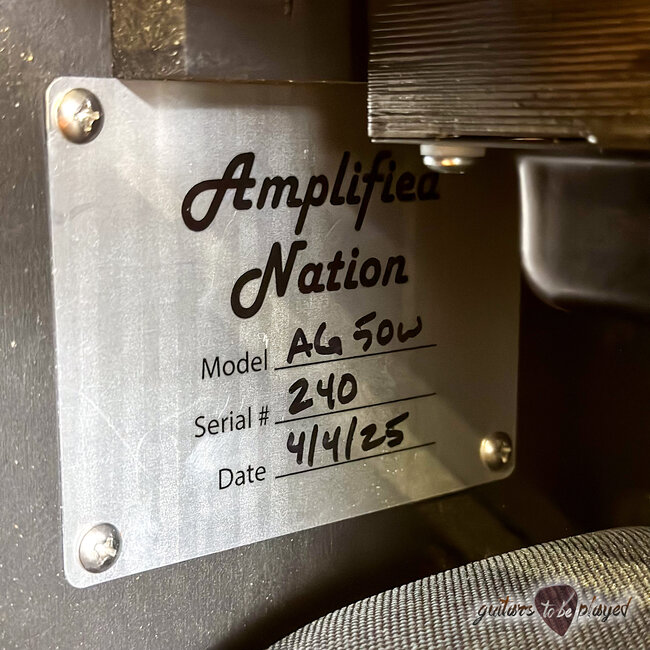 Amplified
Nation
Model AG 50W
Serial # 240
Date 4/4/25
guitars to be played